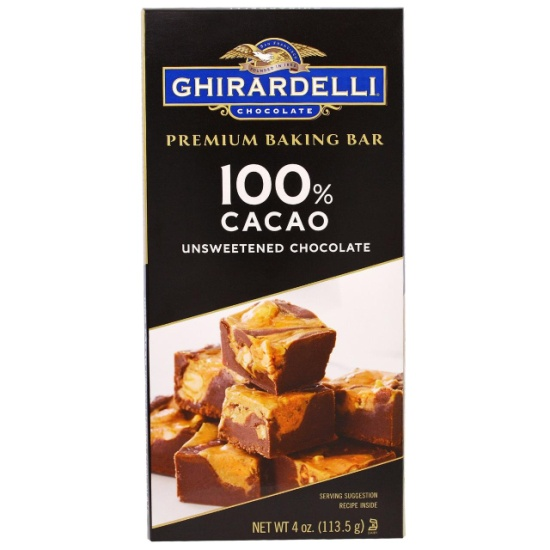 GHIRARDELLI
CHOCOLATE
PREMIUM BAKING BAR
100%
CACAO
UNSWEETENED CHOCOLATE
SERVING SUGGESTION
RECIPE INSIDE
NET WT 4 oz. (113.5 g)